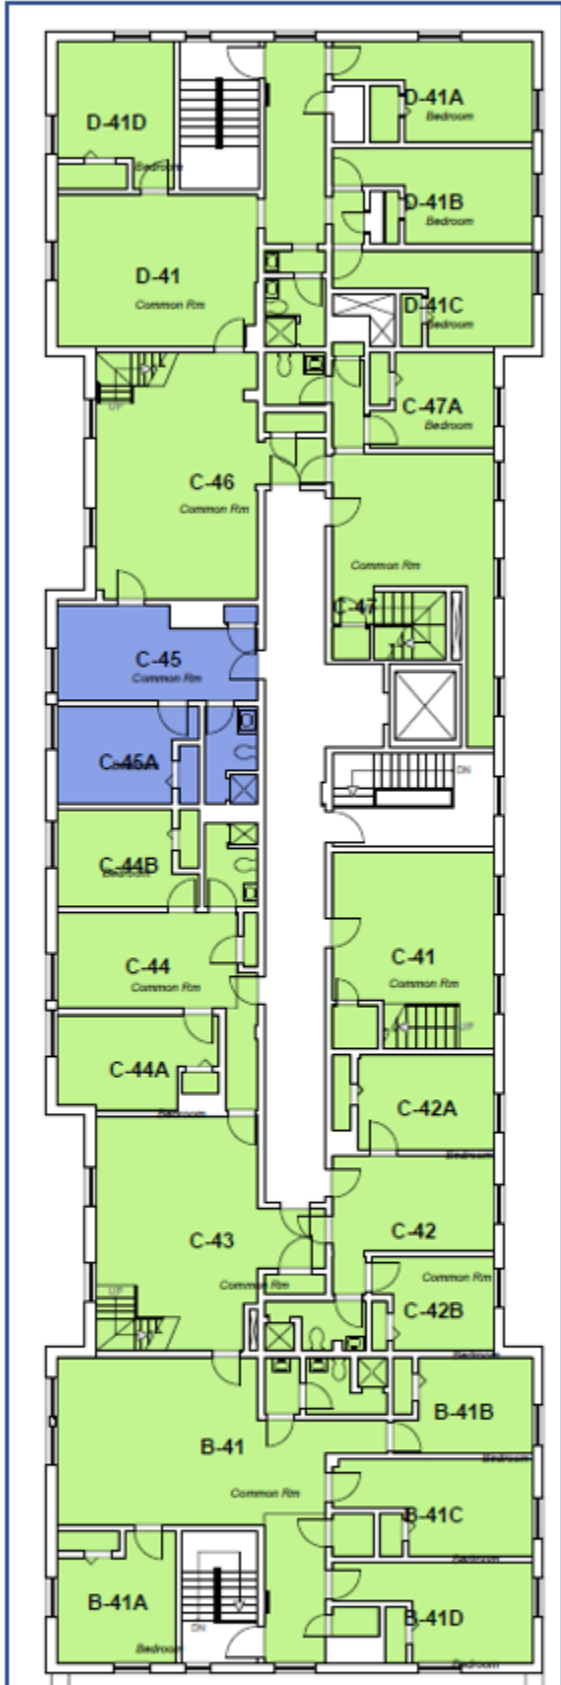 D-41A
Bedroom
D-41D
Bedroom
D-41B
Bedroom
D-41
Common Rm
D-41C
Bedroom
UP
C-47A
Bedroom
C-46
Common Rm
Common Rm
C-47
C-45
Common Rm
C-45A
Bedroom
DN
C-44B
Bedroom
C-44
Common Rm
C-41
Common Rm
UP
C-44A
Bedroom
C-42A
Bedroom
C-43
Common Rm
C-42
Common Rm
UP
C-42B
Bedroom
B-41B
Bedroom
B-41
Common Rm
B-41C
Bedroom
B-41A
Bedroom
DN
B-41D
Bedroom